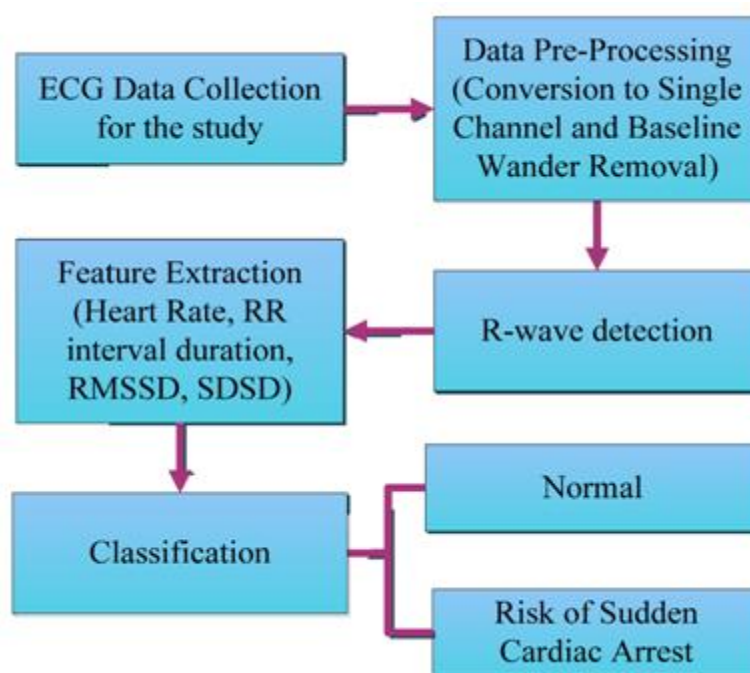 ECG Data Collection
for the study
Data Pre-Processing
(Conversion to Single
Channel and Baseline
Wander Removal)
R-wave detection
Feature Extraction
(Heart Rate, RR
interval duration,
RMSSD, SDSD)
Classification
Normal
Risk of Sudden
Cardiac Arrest